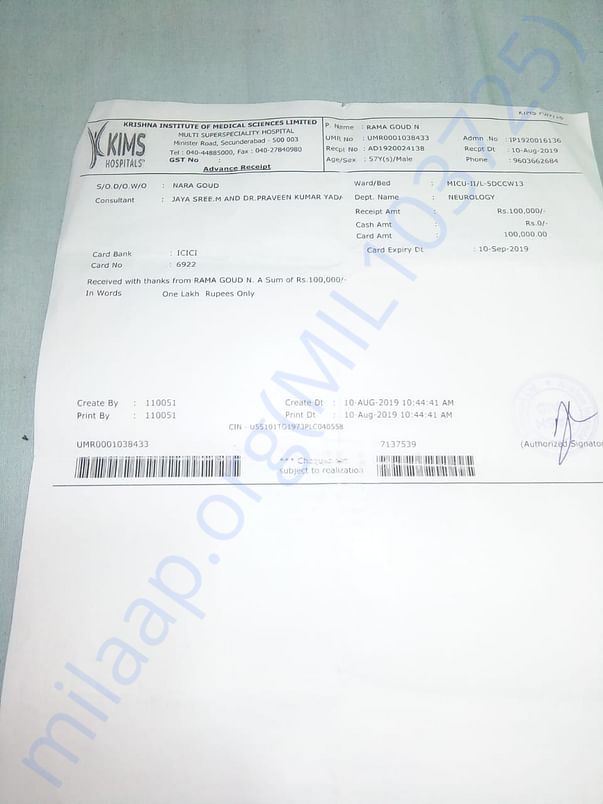 KRISHNA INSTITUTE OF MEDICAL SCIENCES LIMITED
MULTI SUPERSPECIALITY HOSPITAL
Minister Road, Secunderabad - 500 003
Tel : 040-44885000, Fax : 040-27840980
GST No :
Advance Receipt
KIMS
HOSPITALS
P. Name : RAMA GOUD N
UMR No : UMR0001038433 Admn .No : IP1920016136
Recpt No : AD1920024138 Recpt Dt : 10-Aug-2019
Age/Sex : 57Y(s)/Male Phone : 9603662684
S/O.D/O.W/O : NARA GOUD Ward/Bed : MICU-II/L-SDCCW13
Consultant : JAYA SREE.M AND DR.PRAVEEN KUMAR YADA Dept. Name : NEUROLOGY
Receipt Amt : Rs.100,000/-
Cash Amt : Rs.0/-
Card Amt : 100,000.00
Card Bank : ICICI Card Expiry Dt : 10-Sep-2019
Card No : 6922
Received with thanks from RAMA GOUD N. A Sum of Rs.100,000/-
In Words One Lakh Rupees Only
Create By : 110051 Create Dt : 10-AUG-2019 10:44:41 AM
Print By : 110051 Print Dt : 10-Aug-2019 10:44:41 AM
CIN - U55101TG1973PLC040558
UMR0001038433 7137539 (Authorized Signator
*** Cheques are
subject to realization
milaap.org(MIL 103725)